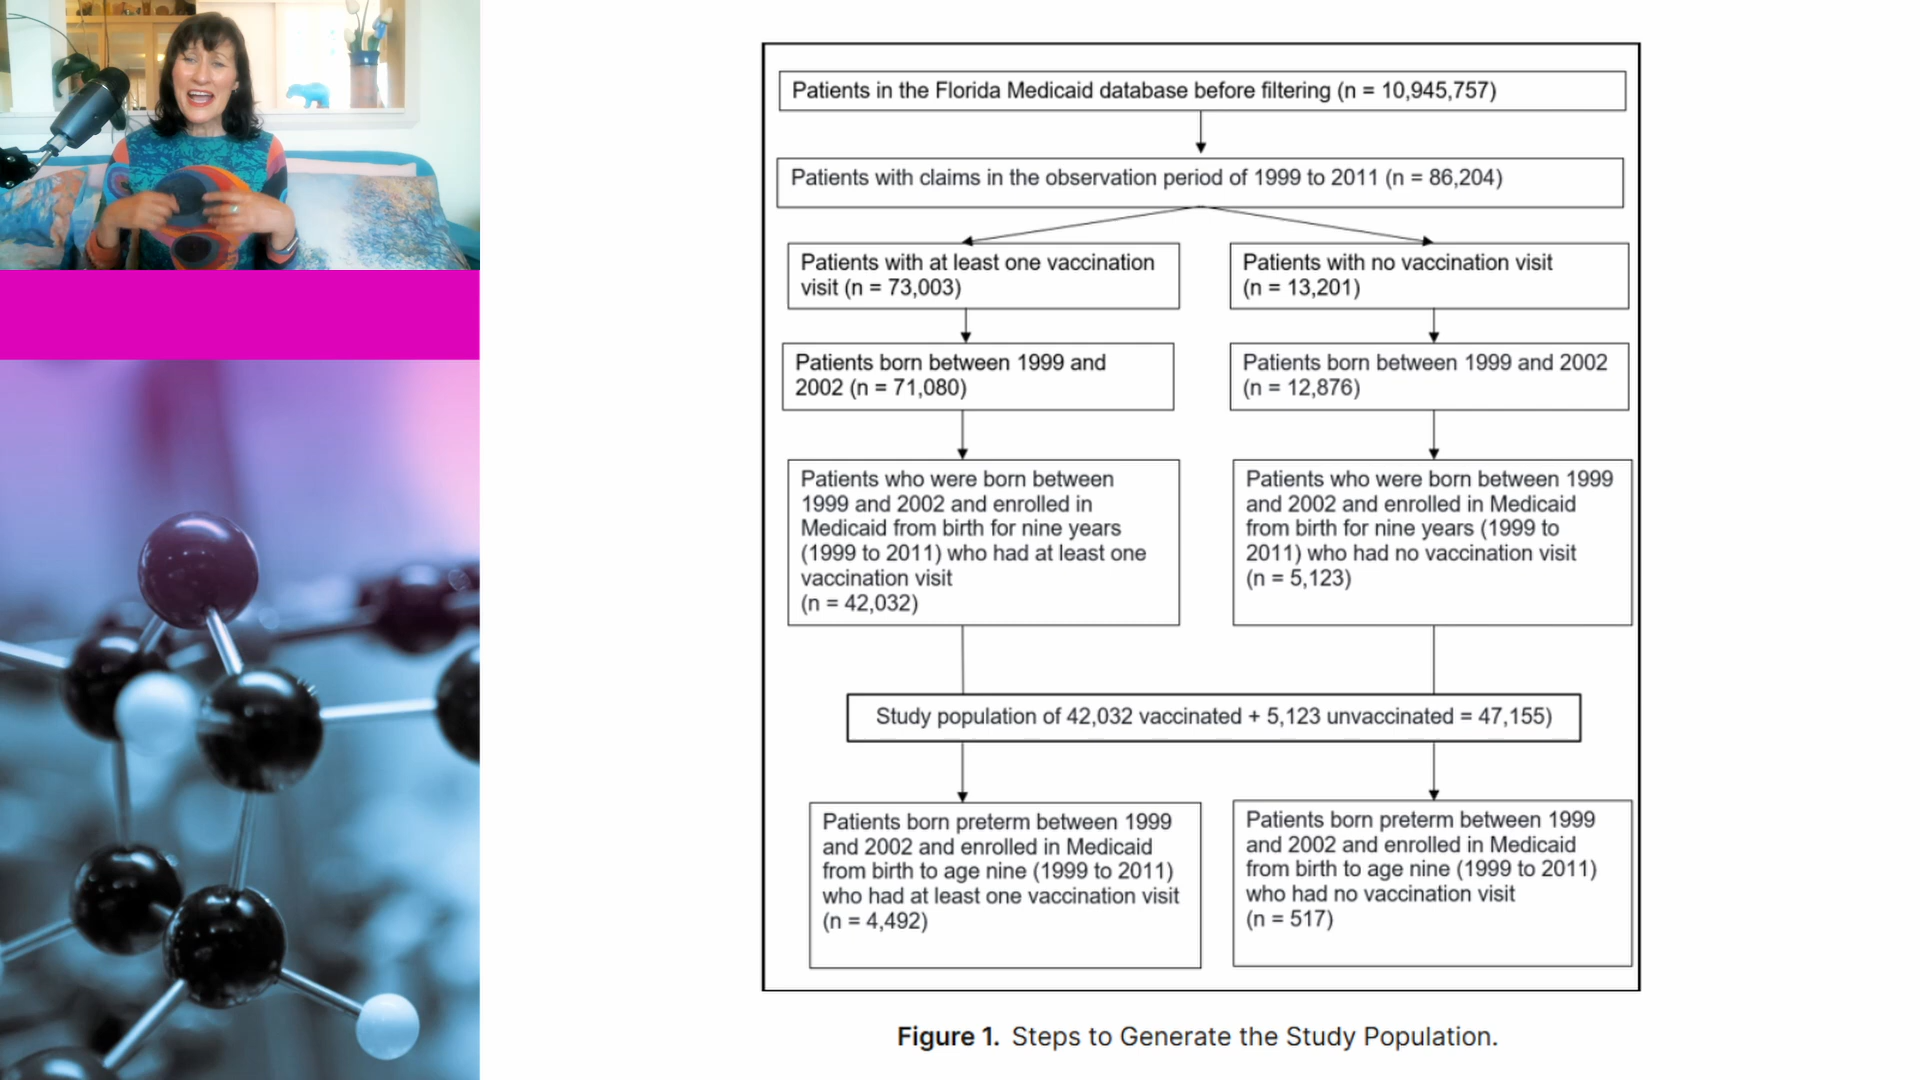 Patients in the Florida Medicaid database before filtering (n = 10,945,757)
Patients with claims in the observation period of 1999 to 2011 (n = 86,204)
Patients with at least one vaccination
visit (n = 73,003)
Patients with no vaccination visit
(n = 13,201)
Patients born between 1999 and
2002 (n = 71,080)
Patients born between 1999 and 2002
(n = 12,876)
Patients who were born between
1999 and 2002 and enrolled in
Medicaid from birth for nine years
(1999 to 2011) who had at least one
vaccination visit
(n = 42,032)
Patients who were born between 1999
and 2002 and enrolled in Medicaid
from birth for nine years (1999 to
2011) who had no vaccination visit
(n = 5,123)
Study population of 42,032 vaccinated + 5,123 unvaccinated = 47,155)
Patients born preterm between 1999
and 2002 and enrolled in Medicaid
from birth to age nine (1999 to 2011)
who had at least one vaccination visit
(n = 4,492)
Patients born preterm between 1999
and 2002 and enrolled in Medicaid
from birth to age nine (1999 to 2011)
who had no vaccination visit
(n = 517)
Figure 1. Steps to Generate the Study Population.